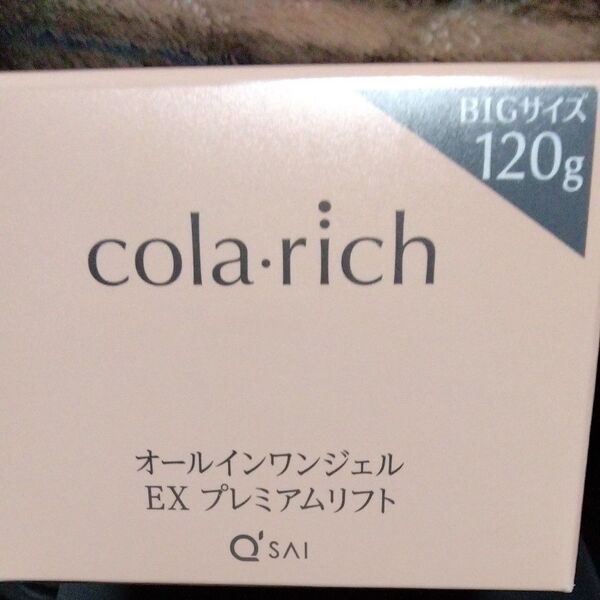 BIGサイズ
120g
cola·rich
オールインワンジェル
EX プレミアムリフト
Q'SAI